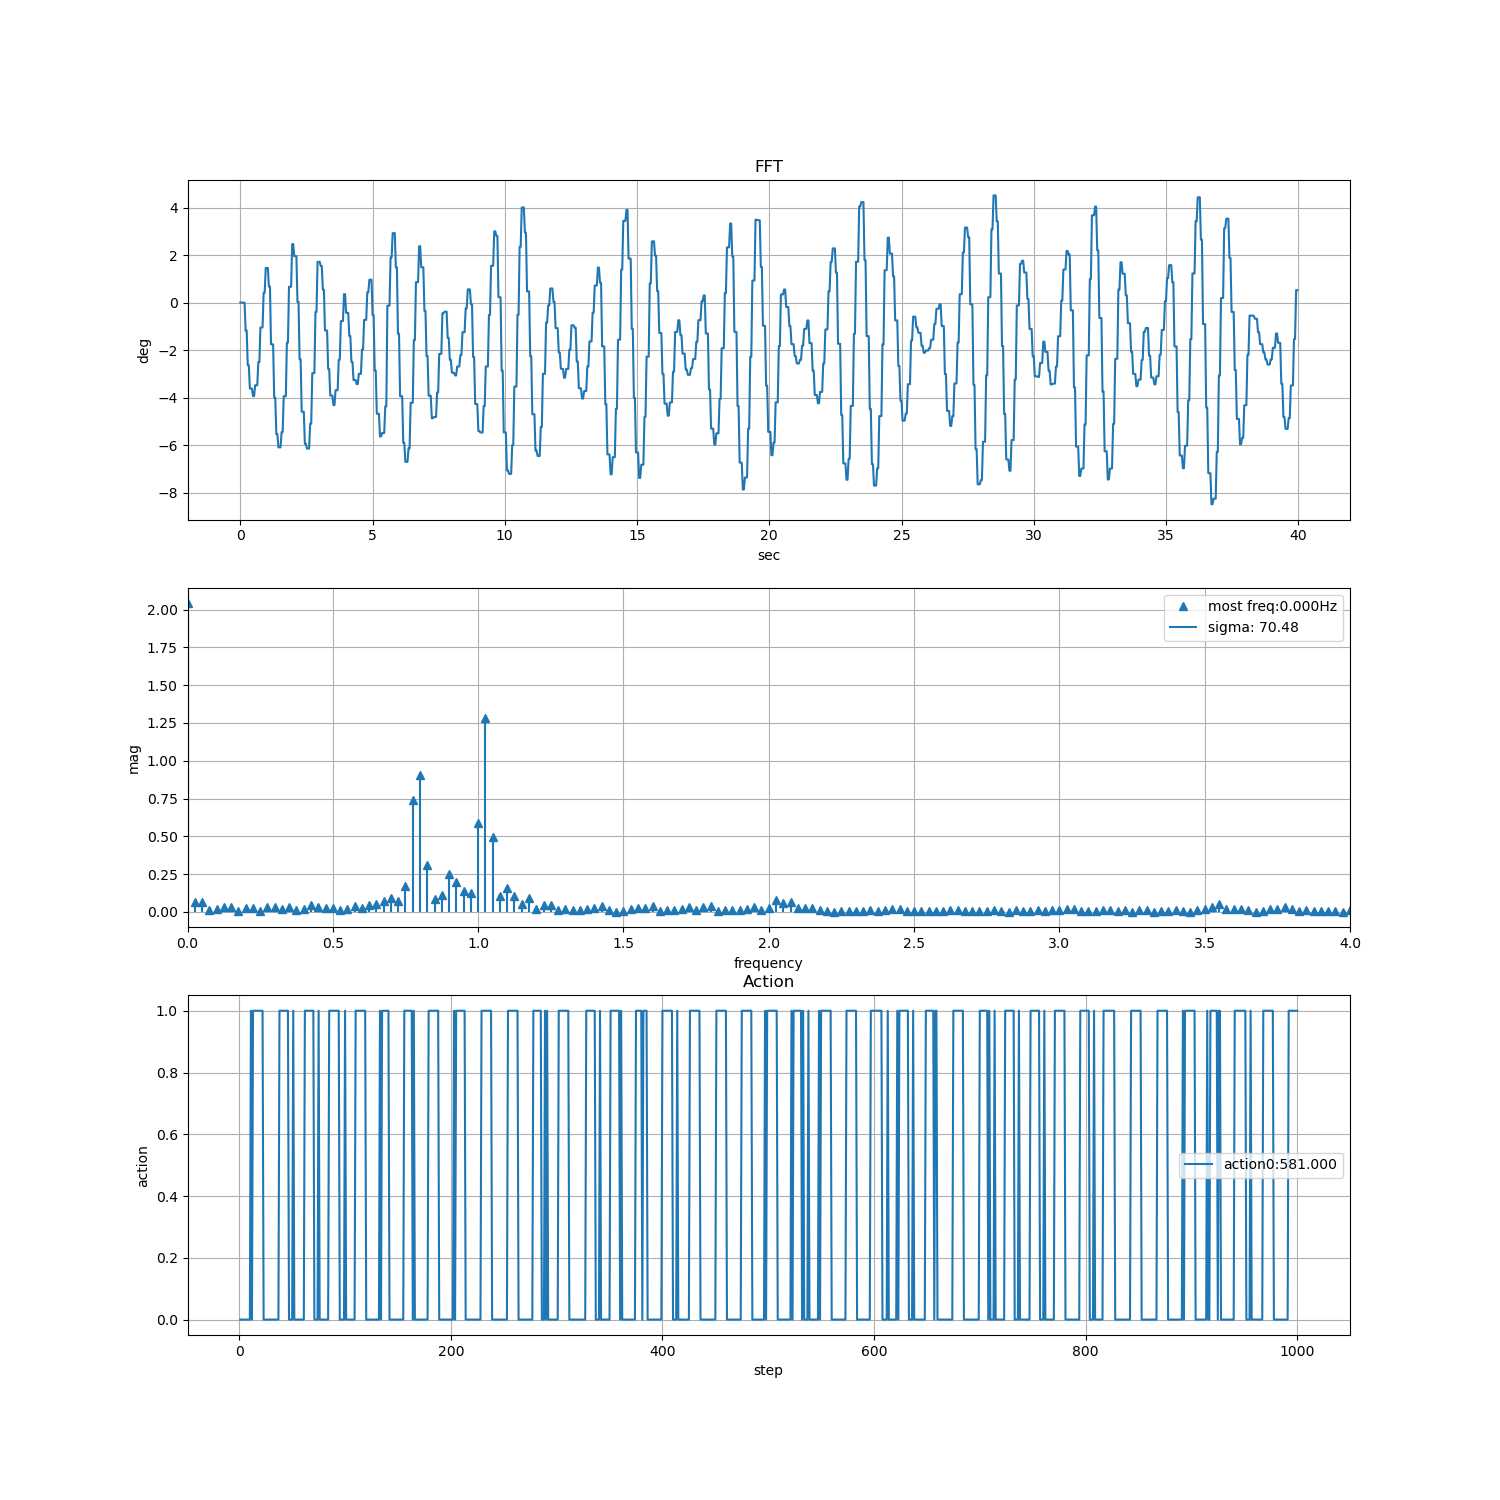 FFT
4
2
0
−2
−4
−6
−8
deg
0 5 10 15 20 25 30 35 40
sec
2.00
1.75
1.50
1.25
1.00
0.75
0.50
0.25
0.00
mag
most freq:0.000Hz
sigma: 70.48
0.0 0.5 1.0 1.5 2.0 2.5 3.0 3.5 4.0
frequency
Action
1.0
0.8
0.6
0.4
0.2
0.0
action
action0:581.000
0 200 400 600 800 1000
step